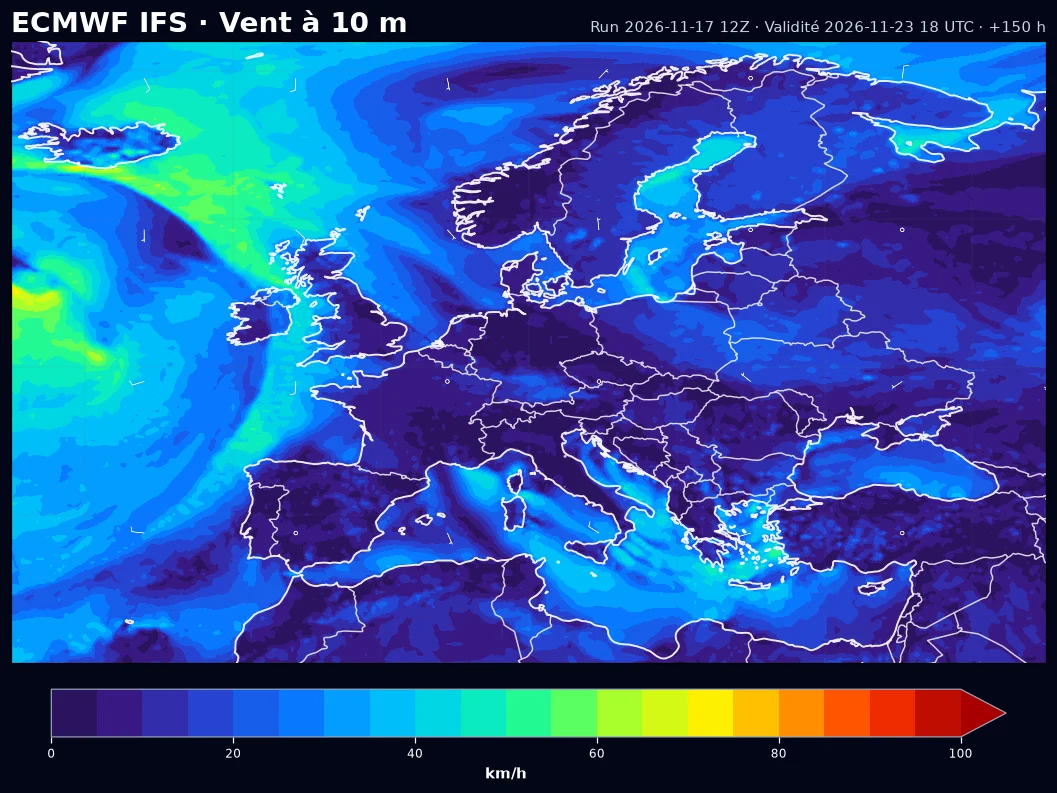 ECMWF IFS · Vent à 10 m
Run 2026-11-17 12Z · Validité 2026-11-23 18 UTC · +150 h
0 20 40 60 80 100
km/h